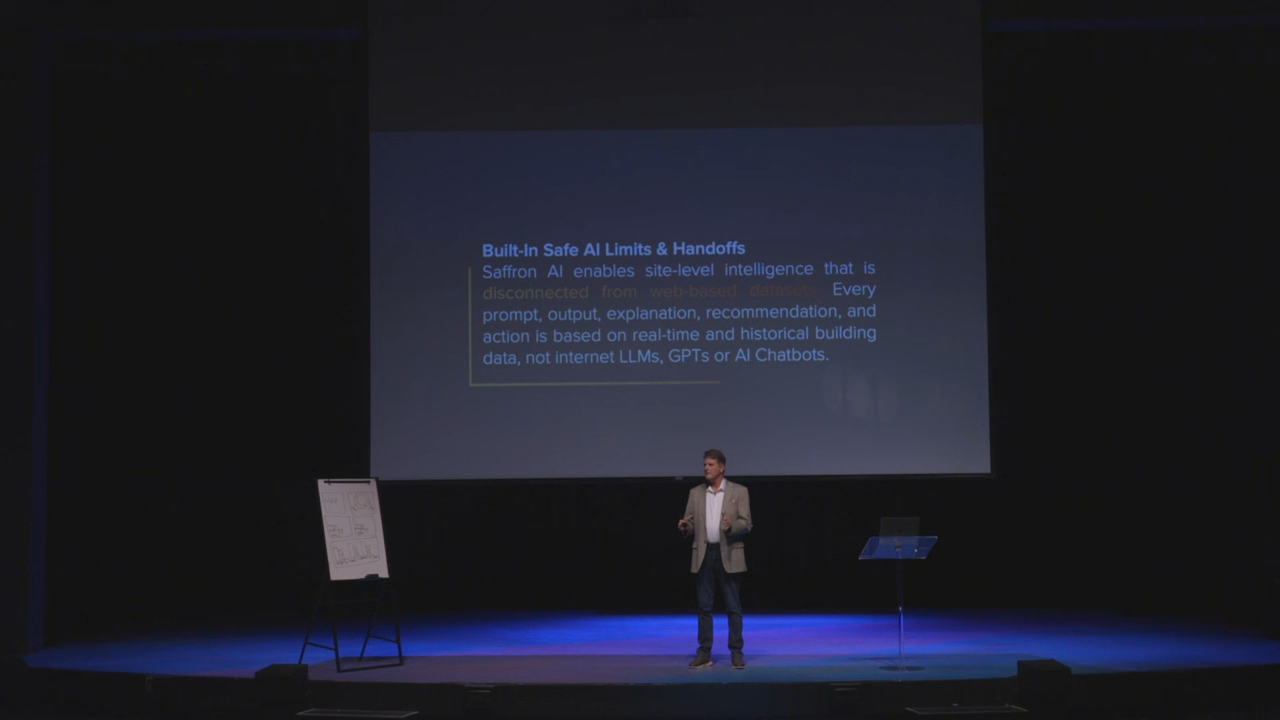 Built-In Safe AI Limits & Handoffs
Saffron AI enables site-level intelligence that is
disconnected from web-based datasets. Every
prompt, output, explanation, recommendation, and
action is based on real-time and historical building
data, not internet LLMs, GPTs or AI Chatbots.